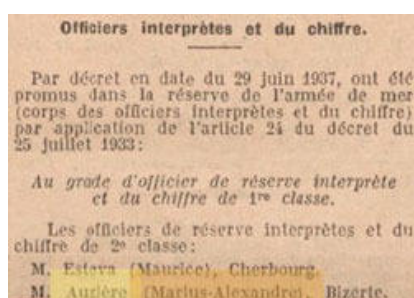 Officiers interprètes et du chiffre.
Par décret en date du 29 juin 1937, ont été
promus dans la réserve de l'armée de mer
(corps des officiers interprètes et du chiffre)
par application de l'article 24 du décret du
25 juillet 1933:
Au grade d'officier de réserve interprète
et du chiffre de 1re classe.
Les officiers de réserve interprètes et du
chiffre de 2e classe:
M. Esteva (Maurice), Cherbourg.
M. Aurière (Marius-Alexandre), Bizerte.